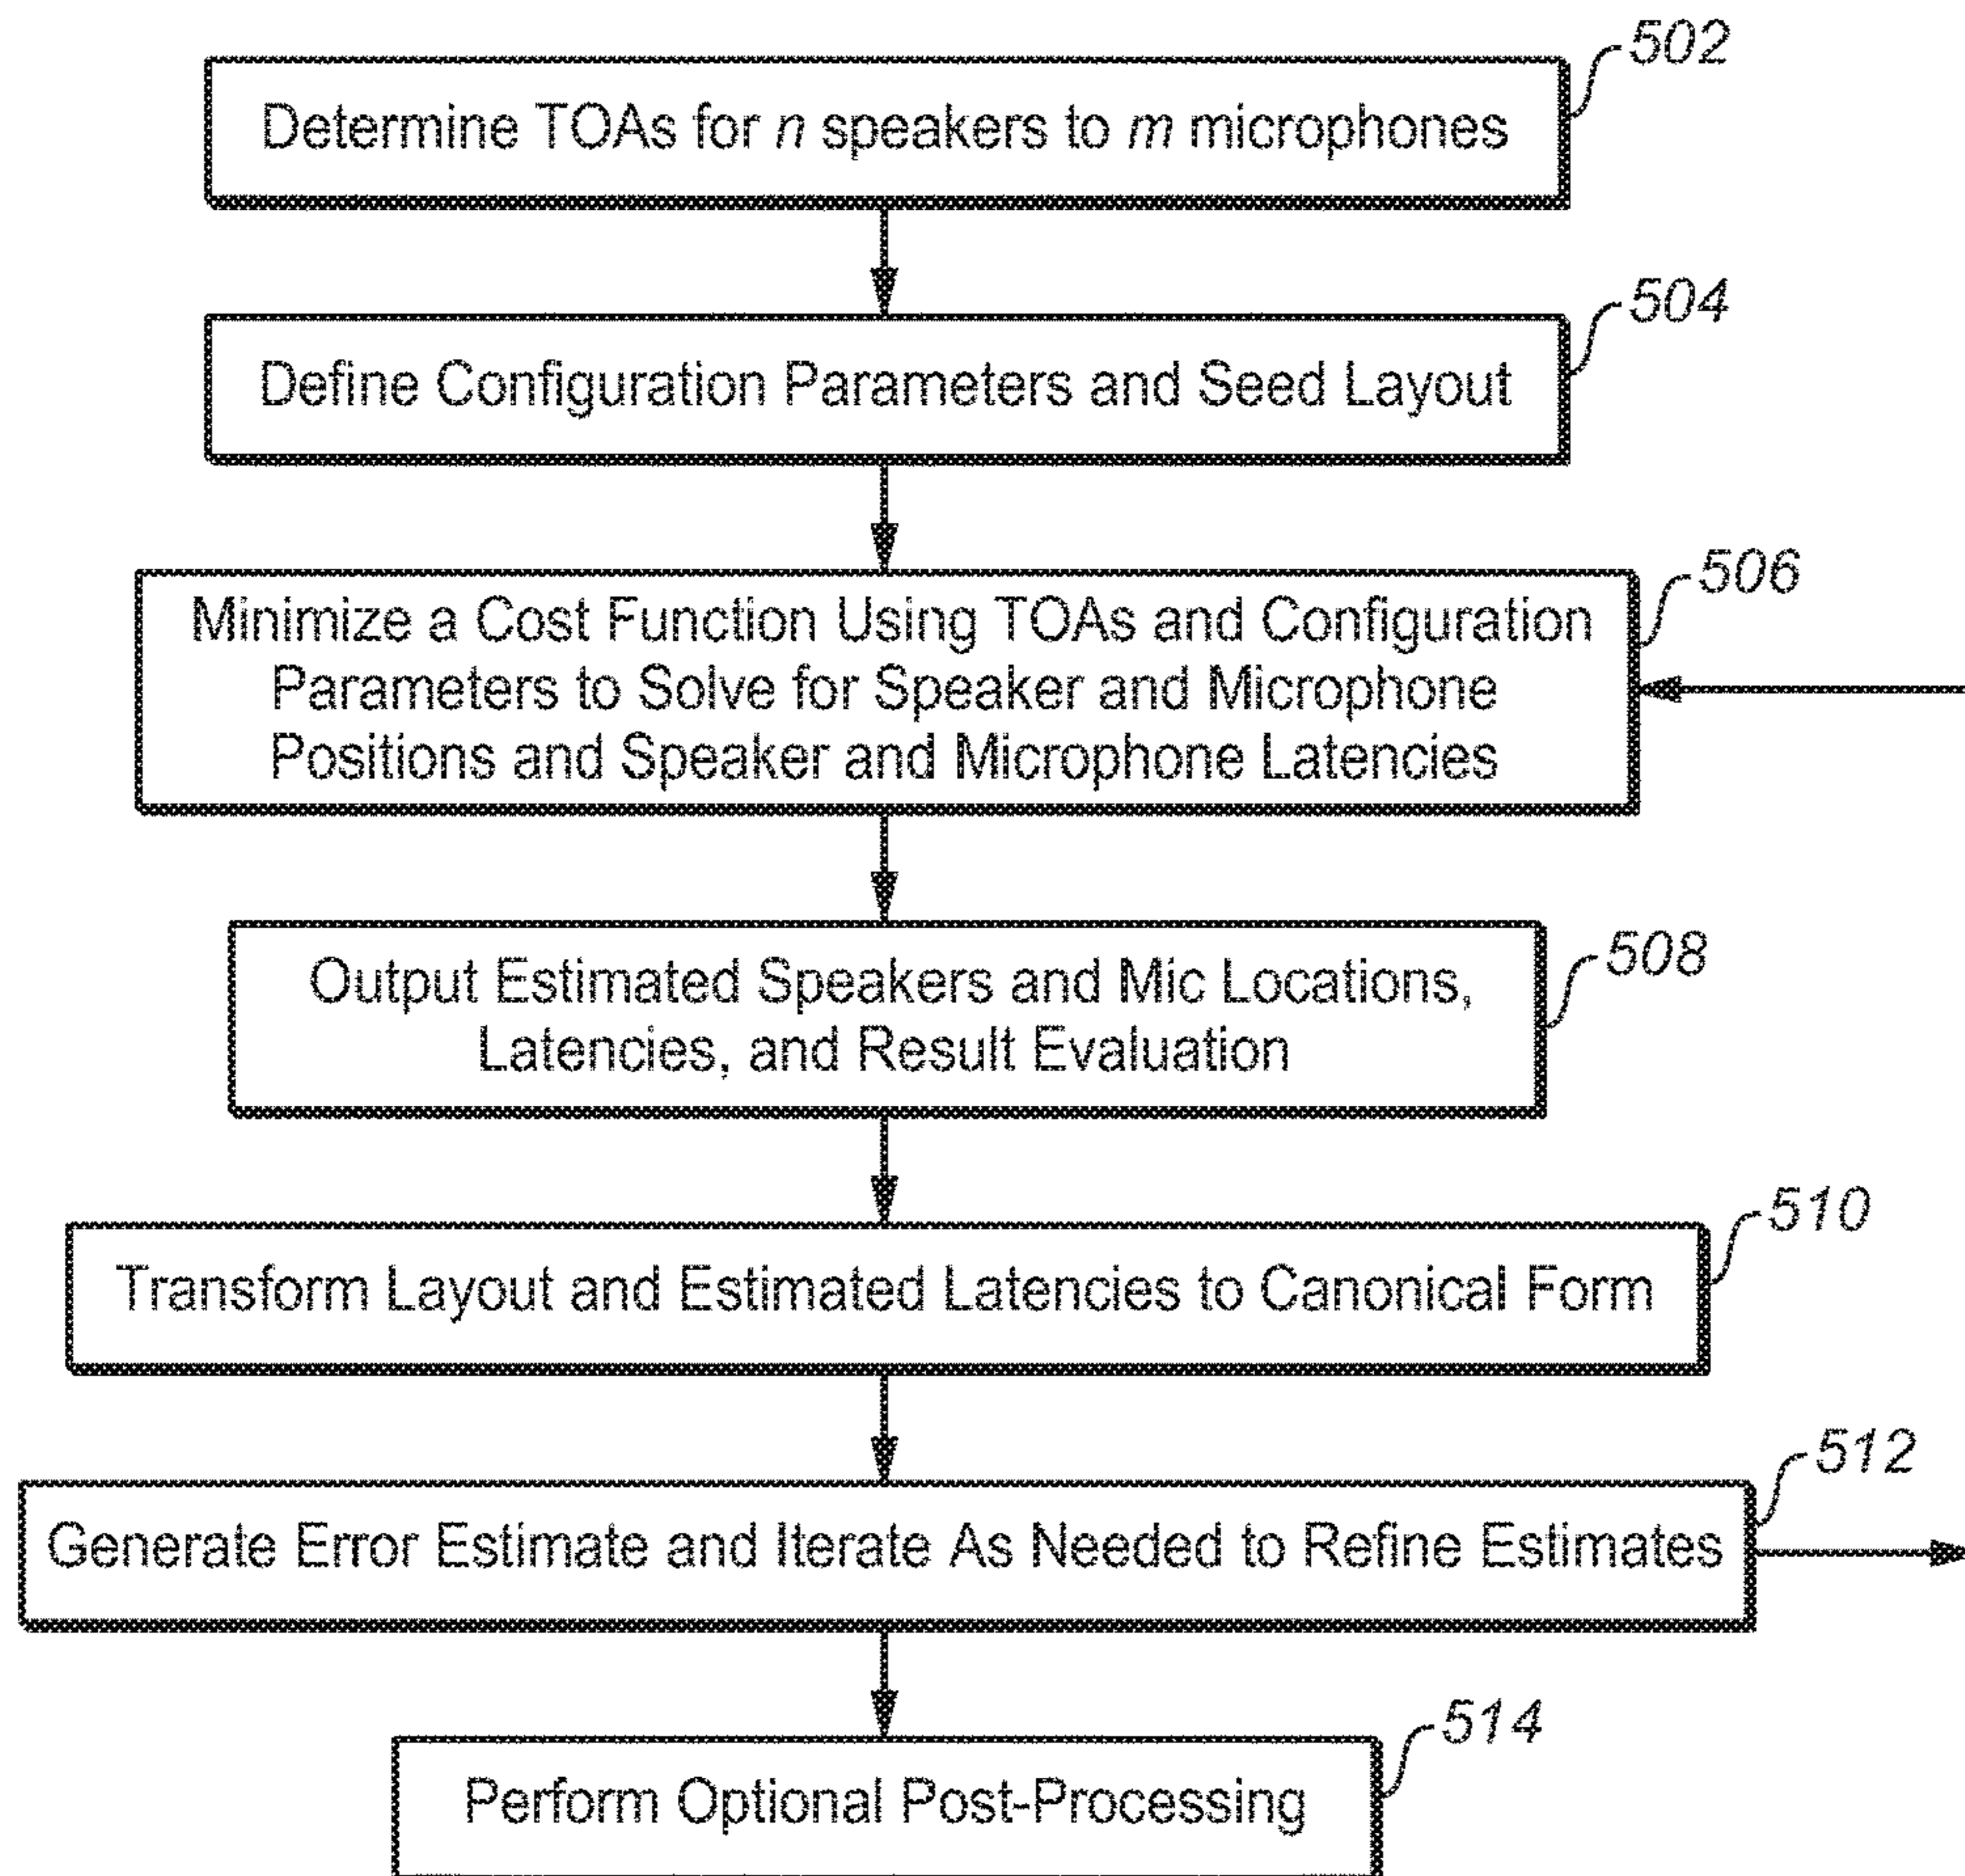 502
Determine TOAs for n speakers to m microphones
504
Define Configuration Parameters and Seed Layout
506
Minimize a Cost Function Using TOAs and Configuration
Parameters to Solve for Speaker and Microphone
Positions and Speaker and Microphone Latencies
508
Output Estimated Speakers and Mic Locations,
Latencies, and Result Evaluation
510
Transform Layout and Estimated Latencies to Canonical Form
512
Generate Error Estimate and Iterate As Needed to Refine Estimates
514
Perform Optional Post-Processing